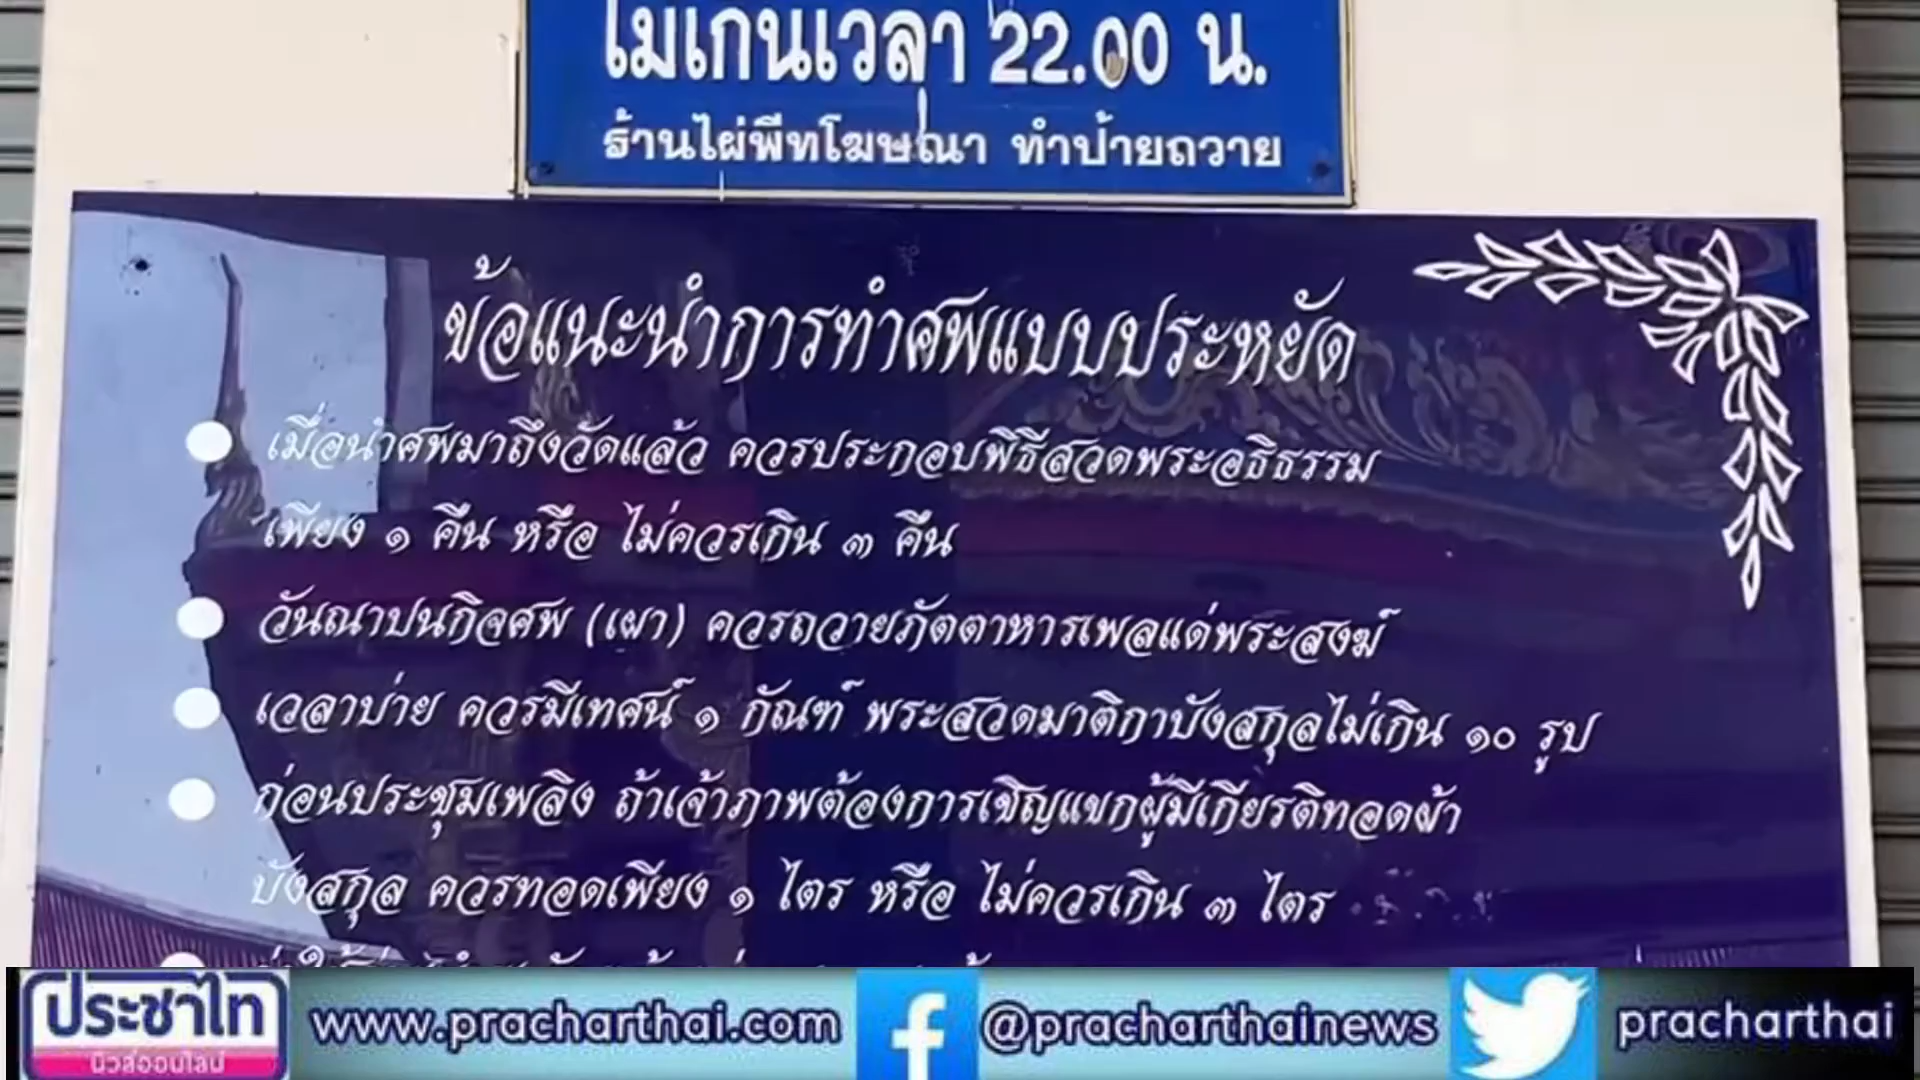 ไม่เกินเวลา 22.00 น.
ร้านไผ่พีทโฆษณา ทำป้ายถวาย
ข้อแนะนำการทำศพแบบประหยัด
เมื่อนำศพมาถึงวัดแล้ว ควรประกอบพิธีสวดพระอธิธรรม
เพียง ๑ คืน หรือ ไม่ควรเกิน ๓ คืน
วันณาปนกิจศพ (เผา) ควรถวายภัตตาหารเพลแด่พระสงฆ์
เวลาบ่าย ควรมีเทศน์ ๑ กัณฑ์ พระสวดมาติกาบังสกุลไม่เกิน ๑๐ รูป
ก่อนประชุมเพลิง ถ้าเจ้าภาพต้องการเชิญแขกผู้มีเกียรติทอดผ้า
บังสกุล ควรทอดเพียง ๑ ไตร หรือ ไม่ควรเกิน ๓ ไตร
ประชาไท
นิวส์ออนไลน์
www.pracharthai.com
@pracharthainews
pracharthai